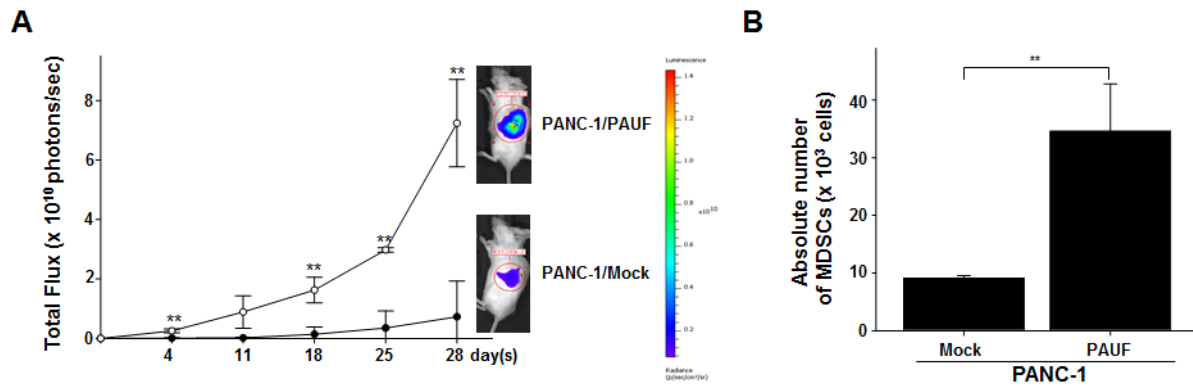 A
Total Flux (x 10¹⁰ photons/sec)
8
6
4
2
0
**
**
**
**
4
11
18
25
28
day(s)
PANC-1/PAUF
PANC-1/Mock
Luminescence
1.4
1.2
1.0
0.8
x10¹⁰
0.6
0.4
0.2
Radiance
(p/sec/cm²/sr)
B
Absolute number
of MDSCs (x 10³ cells)
40
30
20
10
0
**
Mock
PAUF
PANC-1